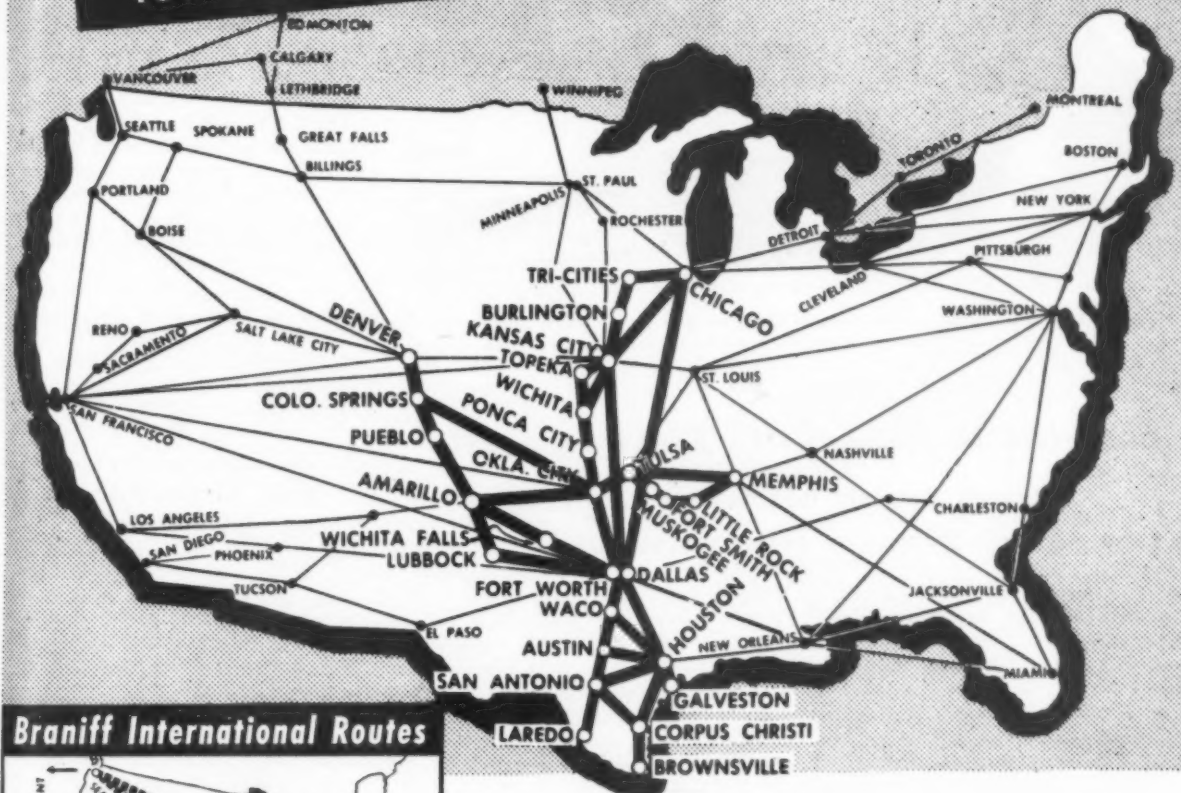 EDMONTON
CALGARY
VANCOUVER
LETHBRIDGE
WINNIPEG
MONTREAL
SEATTLE
SPOKANE
GREAT FALLS
TORONTO
BOSTON
BILLINGS
PORTLAND
MINNEAPOLIS
ST. PAUL
NEW YORK
ROCHESTER
BOISE
DETROIT
PITTSBURGH
TRI-CITIES
CLEVELAND
CHICAGO
BURLINGTON
WASHINGTON
DENVER
RENO
SACRAMENTO
SALT LAKE CITY
KANSAS CITY
TOPEKA
ST. LOUIS
WICHITA
COLO. SPRINGS
SAN FRANCISCO
PONCA CITY
PUEBLO
TULSA
NASHVILLE
OKLA. CITY
MEMPHIS
AMARILLO
CHARLESTON
LITTLE ROCK
FORT SMITH
MUSKOGEE
LOS ANGELES
WICHITA FALLS
SAN DIEGO
PHOENIX
LUBBOCK
TUCSON
FORT WORTH
DALLAS
JACKSONVILLE
WACO
HOUSTON
EL PASO
NEW ORLEANS
AUSTIN
MIAMI
SAN ANTONIO
GALVESTON
LAREDO
CORPUS CHRISTI
BROWNSVILLE
Braniff International Routes